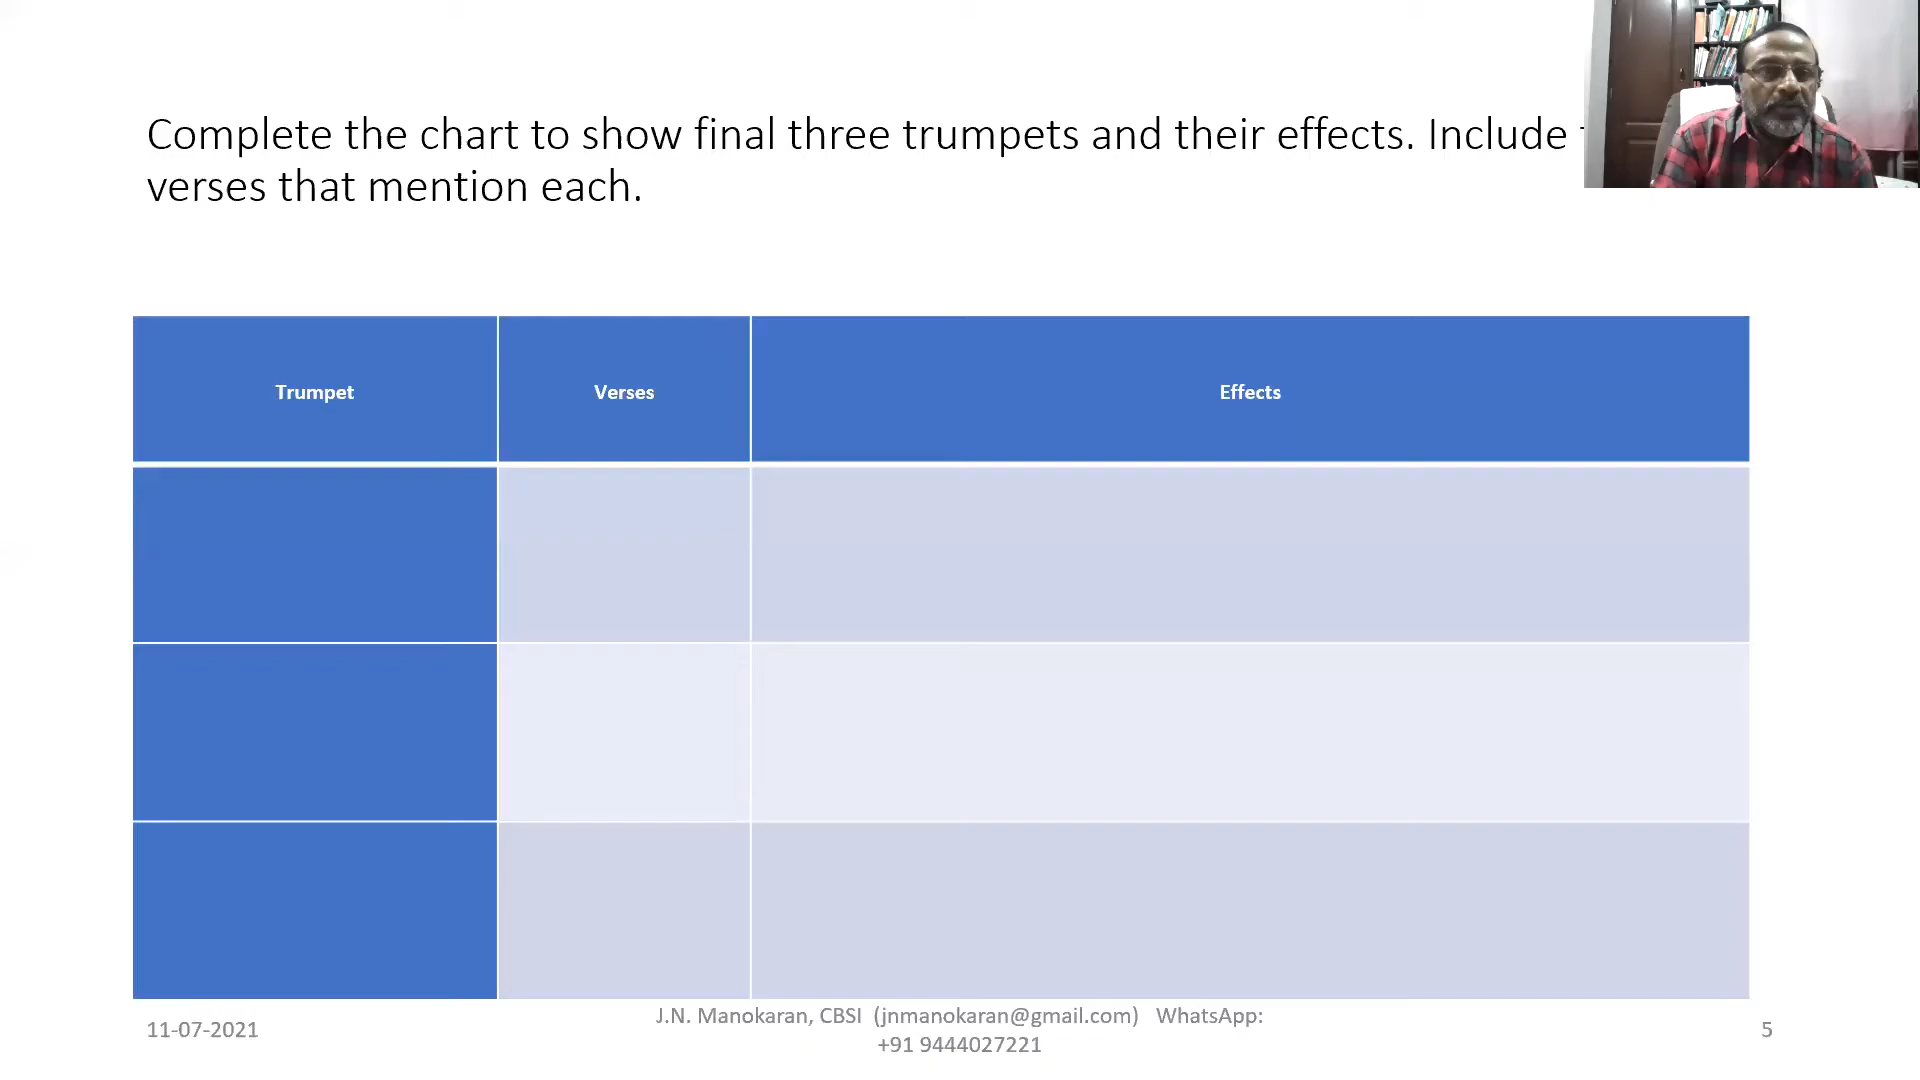 Complete the chart to show final three trumpets and their effects. Include
verses that mention each.
Trumpet Verses Effects
J.N. Manokaran, CBSI (jnmanokaran@gmail.com) WhatsApp:
11-07-2021 +91 9444027221 5